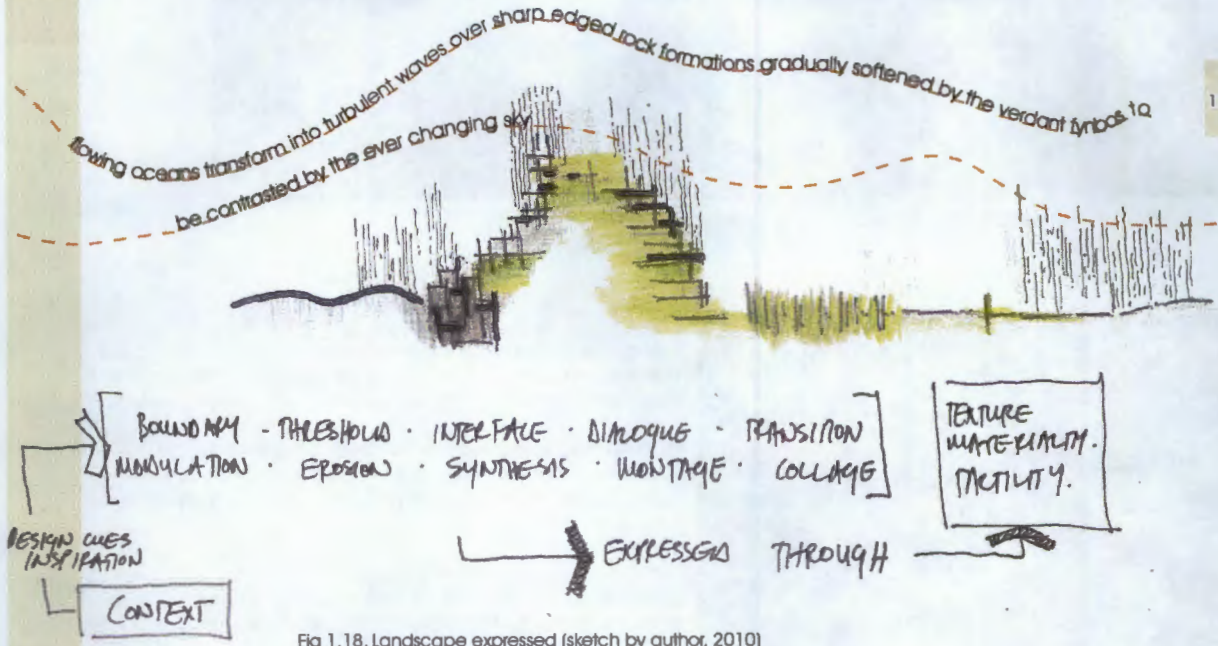 flowing oceans transform into turbulent waves over sharp edged rock formations gradually softened by the verdant fynbos to
be contrasted by the ever changing sky
1
BOUNDARY · THRESHOLD · INTERFACE · DIALOGUE · TRANSITION
MODULATION · EROSION · SYNTHESIS · MONTAGE · COLLAGE
TEXTURE
MATERIALITY.
TACTILITY.
DESIGN CUES
INSPIRATION
CONTEXT
EXPRESSED THROUGH
Fig 1.18. Landscape expressed (sketch by author, 2010)